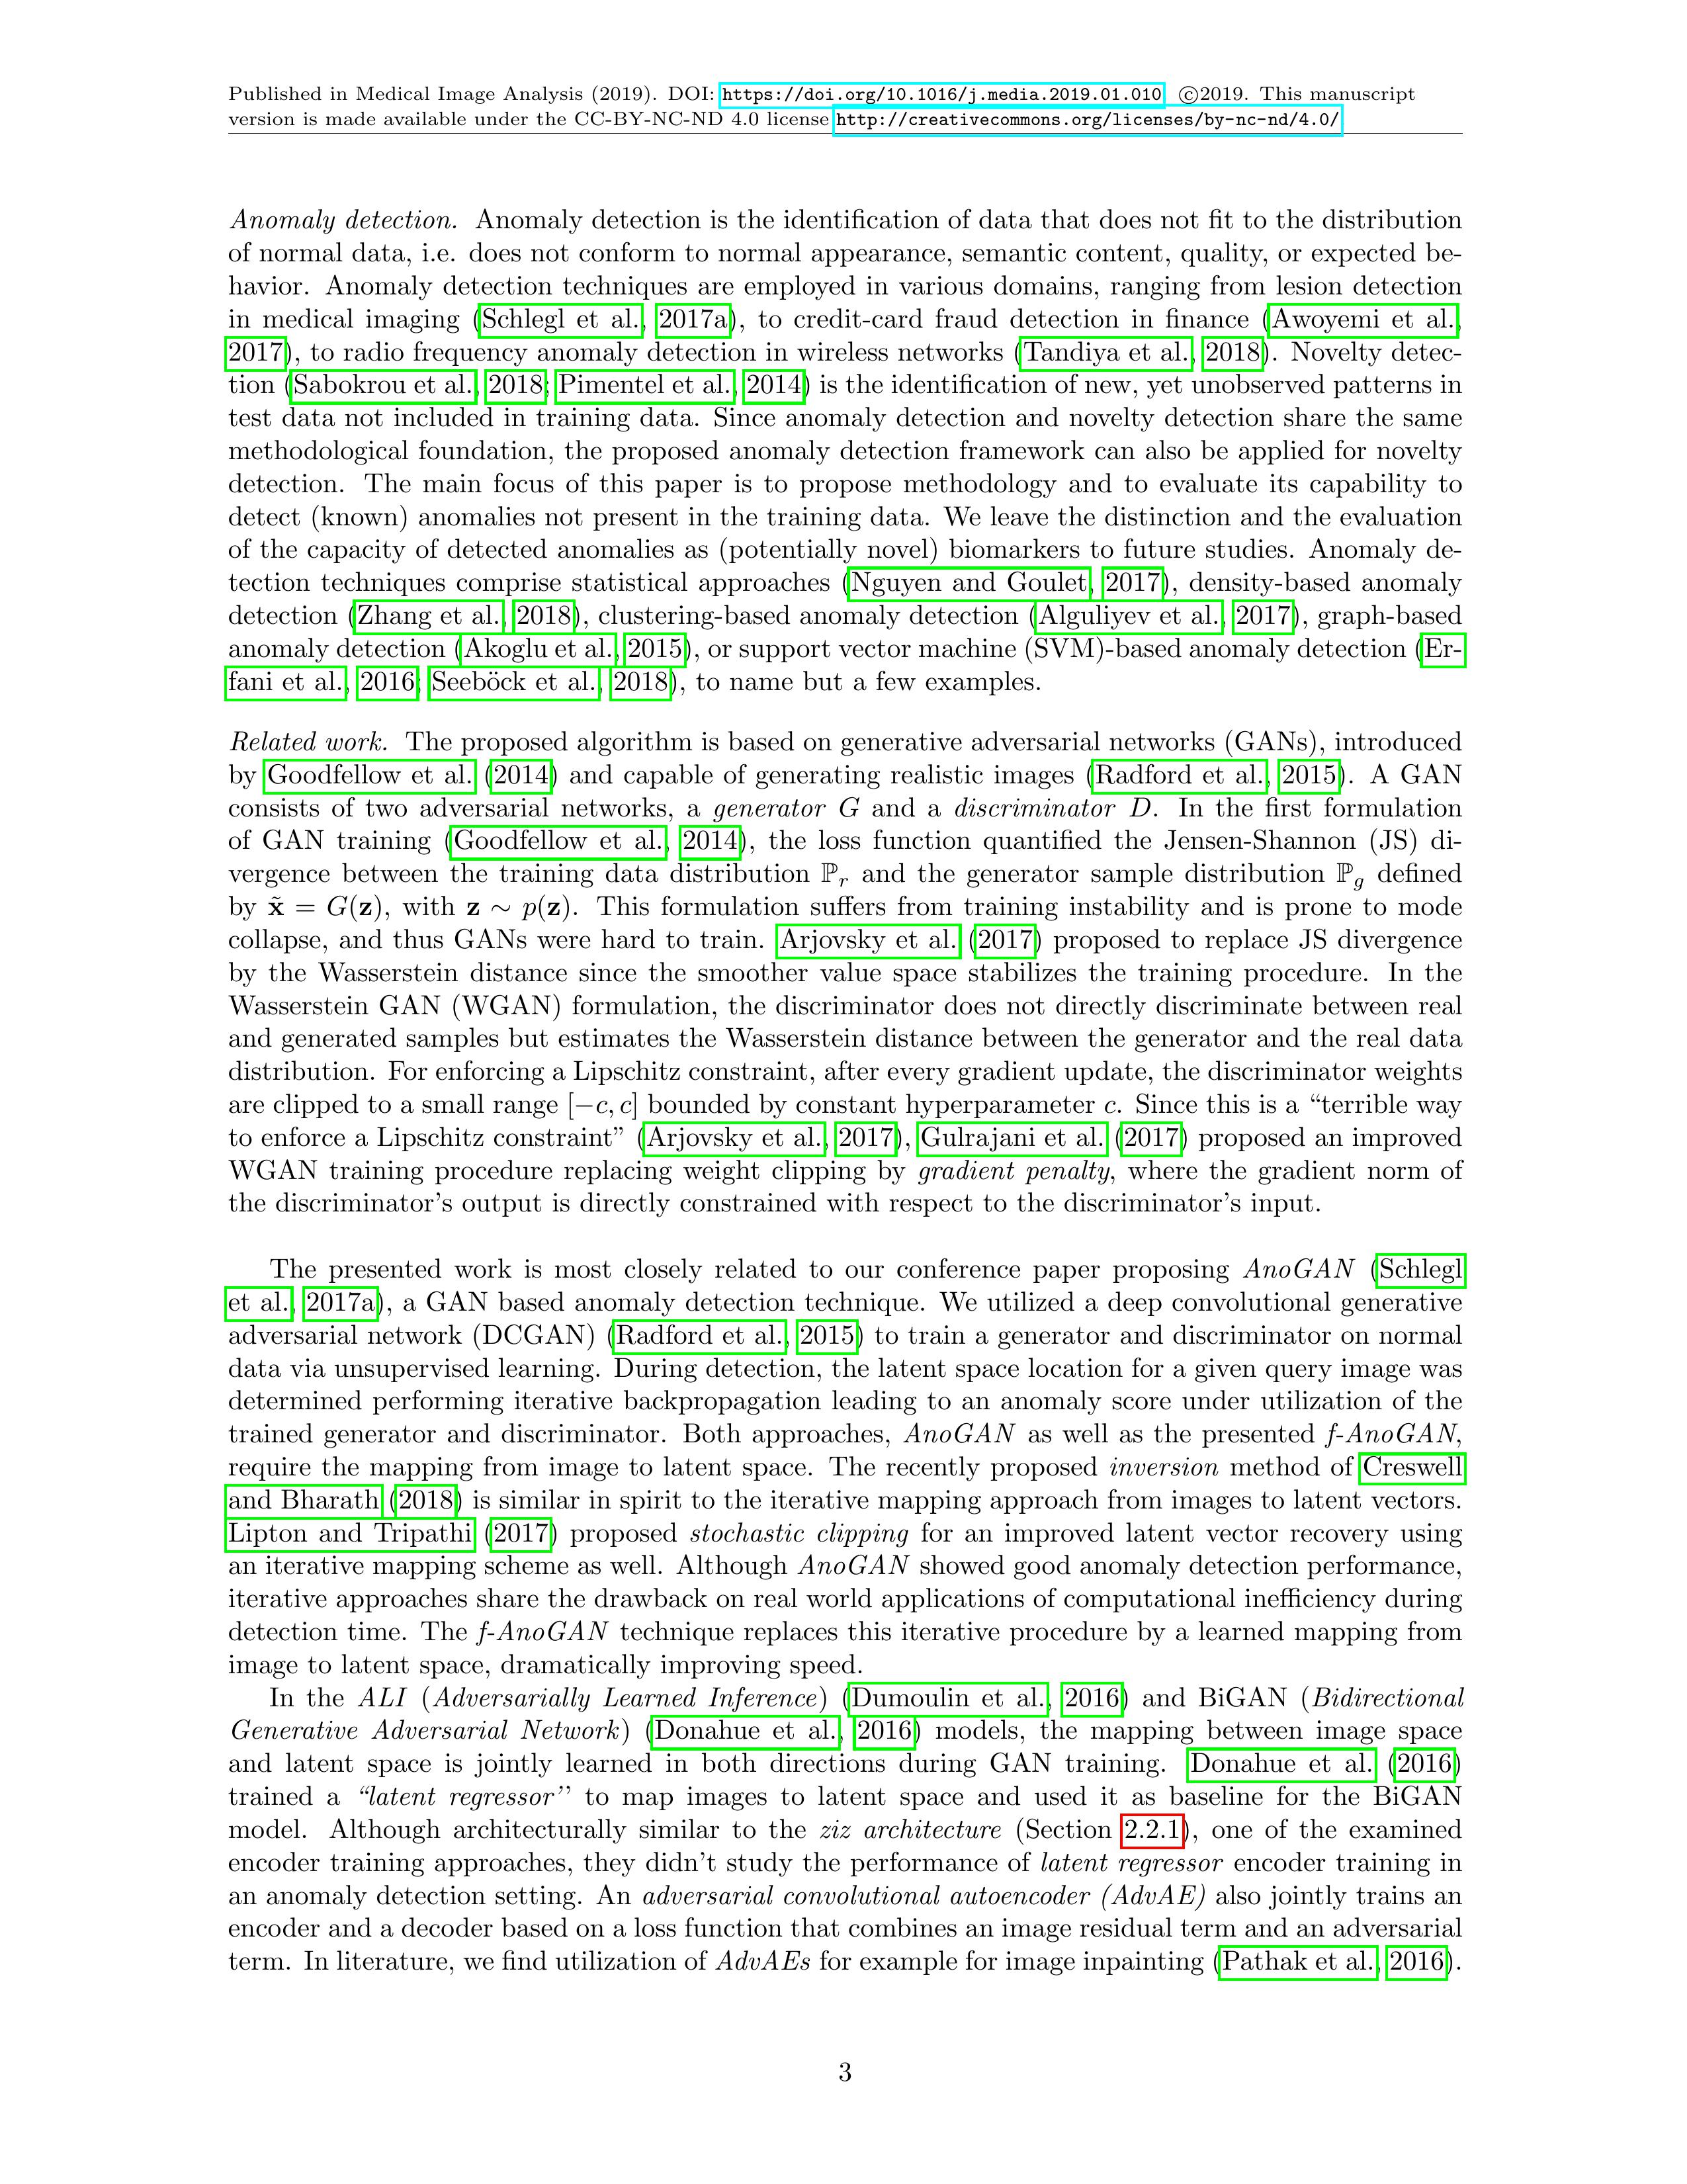 Published in Medical Image Analysis (2019). DOI: https://doi.org/10.1016/j.media.2019.01.010 ©2019. This manuscript
version is made available under the CC-BY-NC-ND 4.0 license http://creativecommons.org/licenses/by-nc-nd/4.0/
Anomaly detection. Anomaly detection is the identification of data that does not fit to the distribution
of normal data, i.e. does not conform to normal appearance, semantic content, quality, or expected be-
havior. Anomaly detection techniques are employed in various domains, ranging from lesion detection
in medical imaging (Schlegl et al., 2017a), to credit-card fraud detection in finance (Awoyemi et al.,
2017), to radio frequency anomaly detection in wireless networks (Tandiya et al., 2018). Novelty detec-
tion (Sabokrou et al., 2018; Pimentel et al., 2014) is the identification of new, yet unobserved patterns in
test data not included in training data. Since anomaly detection and novelty detection share the same
methodological foundation, the proposed anomaly detection framework can also be applied for novelty
detection. The main focus of this paper is to propose methodology and to evaluate its capability to
detect (known) anomalies not present in the training data. We leave the distinction and the evaluation
of the capacity of detected anomalies as (potentially novel) biomarkers to future studies. Anomaly de-
tection techniques comprise statistical approaches (Nguyen and Goulet, 2017), density-based anomaly
detection (Zhang et al., 2018), clustering-based anomaly detection (Alguliyev et al., 2017), graph-based
anomaly detection (Akoglu et al., 2015), or support vector machine (SVM)-based anomaly detection (Er-
fani et al., 2016; Seeböck et al., 2018), to name but a few examples.
Related work. The proposed algorithm is based on generative adversarial networks (GANs), introduced
by Goodfellow et al. (2014) and capable of generating realistic images (Radford et al., 2015). A GAN
consists of two adversarial networks, a generator G and a discriminator D. In the first formulation
of GAN training (Goodfellow et al., 2014), the loss function quantified the Jensen-Shannon (JS) di-
vergence between the training data distribution ℙr and the generator sample distribution ℙg defined
by x̃ = G(z), with z ∼ p(z). This formulation suffers from training instability and is prone to mode
collapse, and thus GANs were hard to train. Arjovsky et al. (2017) proposed to replace JS divergence
by the Wasserstein distance since the smoother value space stabilizes the training procedure. In the
Wasserstein GAN (WGAN) formulation, the discriminator does not directly discriminate between real
and generated samples but estimates the Wasserstein distance between the generator and the real data
distribution. For enforcing a Lipschitz constraint, after every gradient update, the discriminator weights
are clipped to a small range [−c, c] bounded by constant hyperparameter c. Since this is a “terrible way
to enforce a Lipschitz constraint” (Arjovsky et al., 2017), Gulrajani et al. (2017) proposed an improved
WGAN training procedure replacing weight clipping by gradient penalty, where the gradient norm of
the discriminator’s output is directly constrained with respect to the discriminator’s input.
The presented work is most closely related to our conference paper proposing AnoGAN (Schlegl
et al., 2017a), a GAN based anomaly detection technique. We utilized a deep convolutional generative
adversarial network (DCGAN) (Radford et al., 2015) to train a generator and discriminator on normal
data via unsupervised learning. During detection, the latent space location for a given query image was
determined performing iterative backpropagation leading to an anomaly score under utilization of the
trained generator and discriminator. Both approaches, AnoGAN as well as the presented f-AnoGAN,
require the mapping from image to latent space. The recently proposed inversion method of Creswell
and Bharath (2018) is similar in spirit to the iterative mapping approach from images to latent vectors.
Lipton and Tripathi (2017) proposed stochastic clipping for an improved latent vector recovery using
an iterative mapping scheme as well. Although AnoGAN showed good anomaly detection performance,
iterative approaches share the drawback on real world applications of computational inefficiency during
detection time. The f-AnoGAN technique replaces this iterative procedure by a learned mapping from
image to latent space, dramatically improving speed.
In the ALI (Adversarially Learned Inference) (Dumoulin et al., 2016) and BiGAN (Bidirectional
Generative Adversarial Network) (Donahue et al., 2016) models, the mapping between image space
and latent space is jointly learned in both directions during GAN training. Donahue et al. (2016)
trained a “latent regressor’’ to map images to latent space and used it as baseline for the BiGAN
model. Although architecturally similar to the ziz architecture (Section 2.2.1), one of the examined
encoder training approaches, they didn’t study the performance of latent regressor encoder training in
an anomaly detection setting. An adversarial convolutional autoencoder (AdvAE) also jointly trains an
encoder and a decoder based on a loss function that combines an image residual term and an adversarial
term. In literature, we find utilization of AdvAEs for example for image inpainting (Pathak et al., 2016).
3